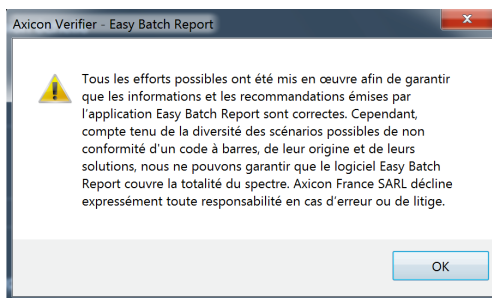 Axicon Verifier - Easy Batch Report
Tous les efforts possibles ont été mis en œuvre afin de garantir
que les informations et les recommandations émises par
l'application Easy Batch Report sont correctes. Cependant,
compte tenu de la diversité des scénarios possibles de non
conformité d'un code à barres, de leur origine et de leurs
solutions, nous ne pouvons garantir que le logiciel Easy Batch
Report couvre la totalité du spectre. Axicon France SARL décline
expressément toute responsabilité en cas d'erreur ou de litige.
OK